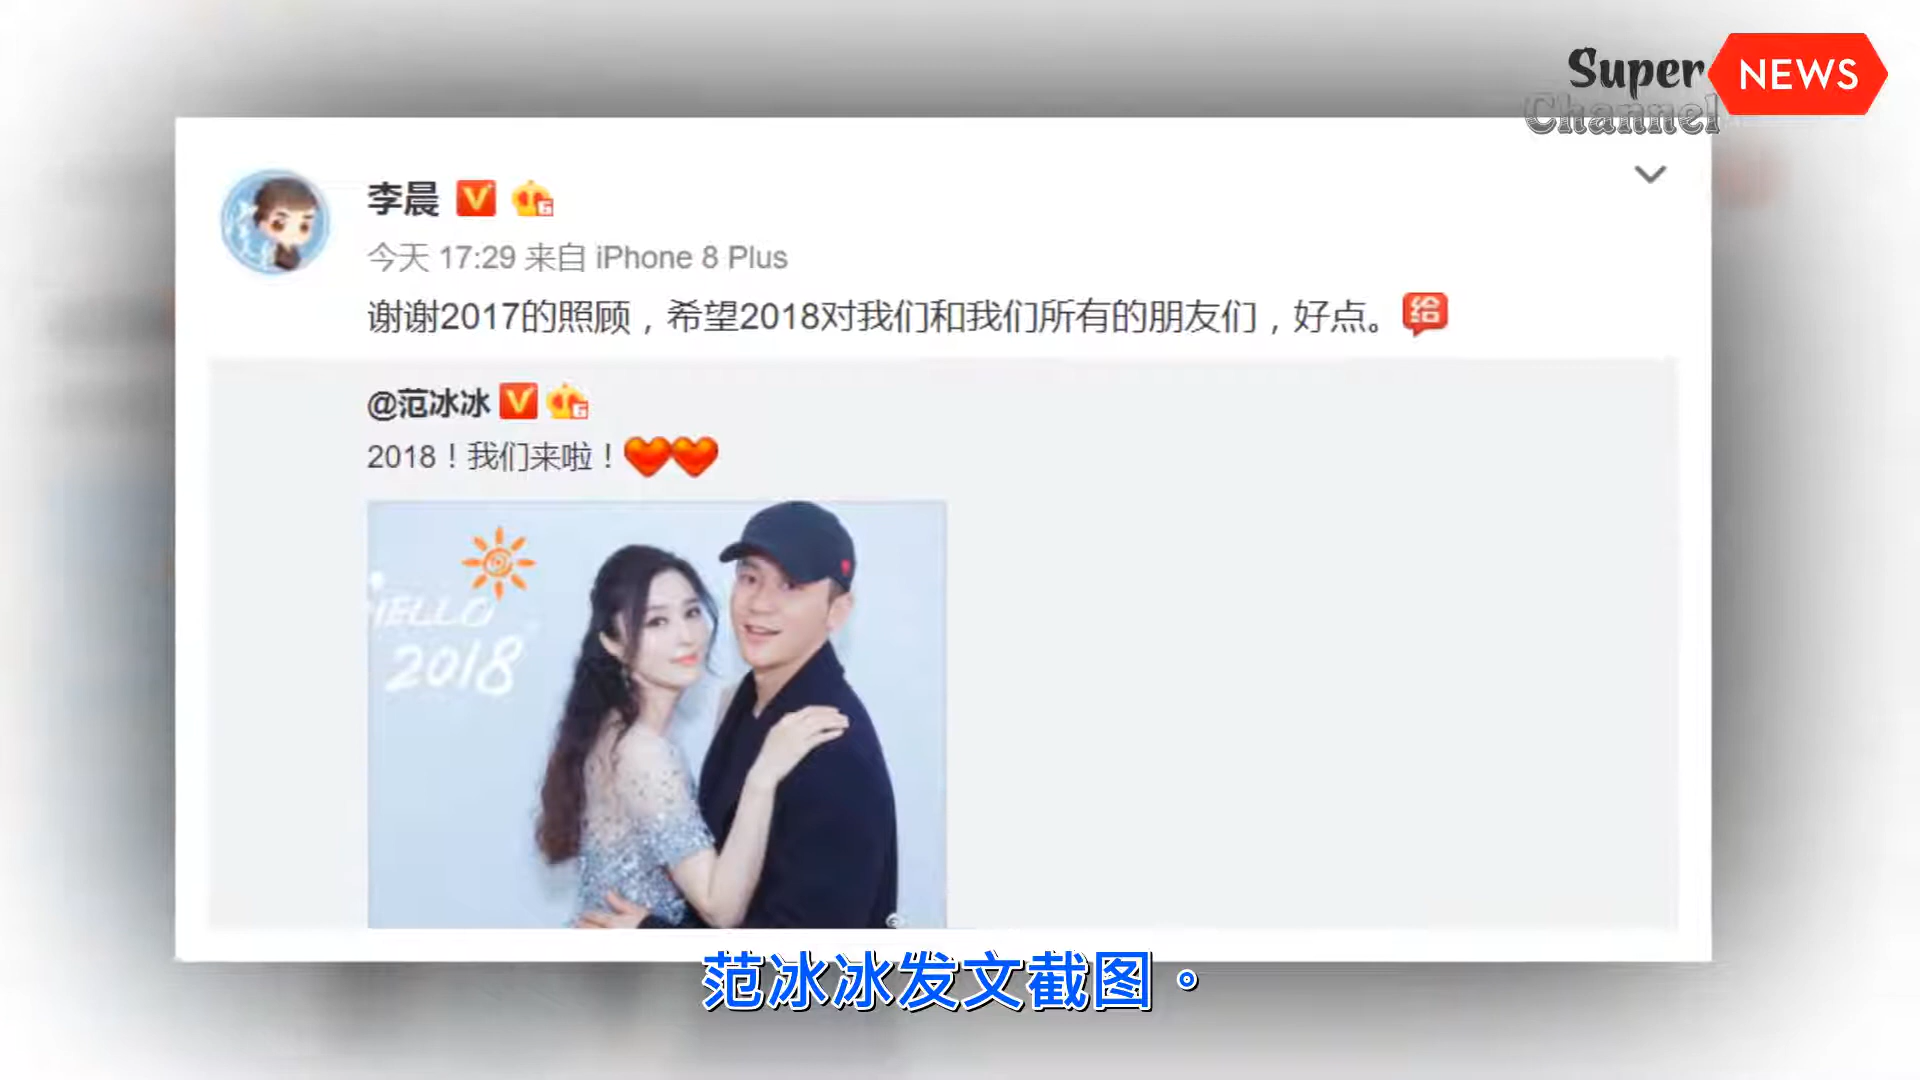 Super NEWS
Channel
李晨
今天 17:29 来自 iPhone 8 Plus
谢谢2017的照顾，希望2018对我们和我们所有的朋友们，好点。给
@范冰冰
2018！我们来啦！
HELLO
2018
范冰冰发文截图。